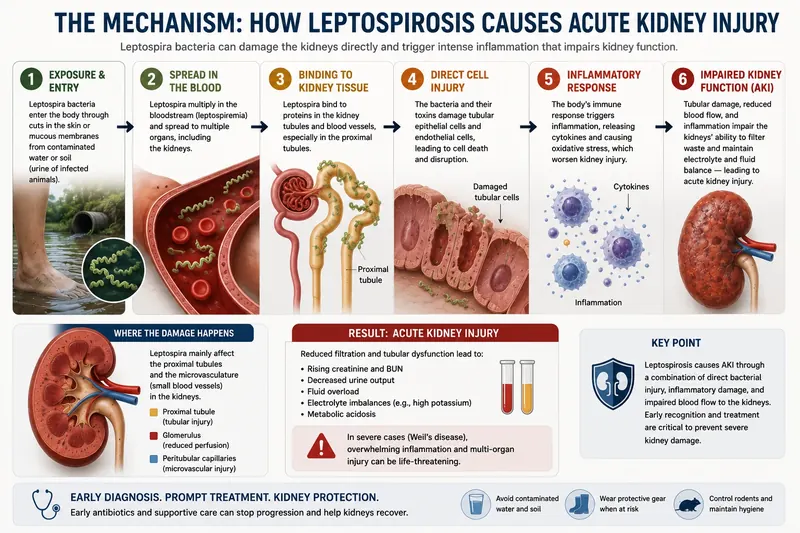 THE MECHANISM: HOW LEPTOSPIROSIS CAUSES ACUTE KIDNEY INJURY
Leptospira bacteria can damage the kidneys directly and trigger intense inflammation that impairs kidney function.
1 EXPOSURE &
ENTRY
Leptospira bacteria
enter the body through
cuts in the skin or
mucous membranes
from contaminated
water or soil
(urine of infected
animals).
2 SPREAD IN
THE BLOOD
Leptospira multiply in the
bloodstream (leptospiremia)
and spread to multiple
organs, including
the kidneys.
3 BINDING TO
KIDNEY TISSUE
Leptospira bind to
proteins in the kidney
tubules and blood vessels,
especially in the proximal
tubules.
Proximal
tubule
4 DIRECT CELL
INJURY
The bacteria and their
toxins damage tubular
epithelial cells and
endothelial cells,
leading to cell death
and disruption.
Damaged
tubular cells
5 INFLAMMATORY
RESPONSE
The body's immune
response triggers
inflammation, releasing
cytokines and causing
oxidative stress, which
worsen kidney injury.
Cytokines
Inflammation
6 IMPAIRED KIDNEY
FUNCTION (AKI)
Tubular damage, reduced
blood flow, and
inflammation impair the
kidneys' ability to filter
waste and maintain
electrolyte and fluid
balance — leading to
acute kidney injury.
WHERE THE DAMAGE HAPPENS
Leptospira mainly affect
the proximal tubules
and the microvasculature
(small blood vessels)
in the kidneys.
Proximal tubule
(tubular injury)
Glomerulus
(reduced perfusion)
Peritubular capillaries
(microvascular injury)
RESULT: ACUTE KIDNEY INJURY
Reduced filtration and tubular dysfunction lead to:
• Rising creatinine and BUN
• Decreased urine output
• Fluid overload
• Electrolyte imbalances (e.g., high potassium)
• Metabolic acidosis
In severe cases (Weil's disease),
overwhelming inflammation and multi-organ
injury can be life-threatening.
KEY POINT
Leptospirosis causes AKI through
a combination of direct bacterial
injury, inflammatory damage, and
impaired blood flow to the kidneys.
Early recognition and treatment
are critical to prevent severe
kidney damage.
EARLY DIAGNOSIS. PROMPT TREATMENT. KIDNEY PROTECTION.
Early antibiotics and supportive care can stop progression and help kidneys recover.
Avoid contaminated
water and soil
Wear protective gear
when at risk
Control rodents and
maintain hygiene